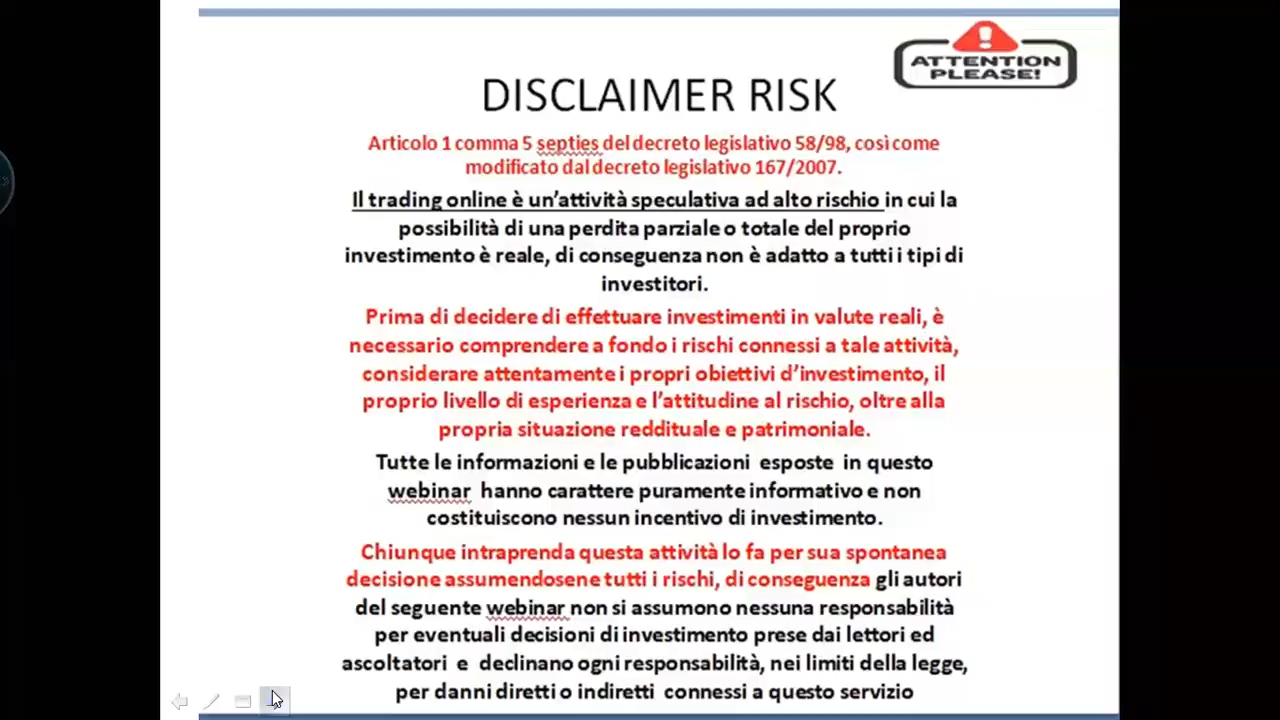 ATTENTION
PLEASE!
DISCLAIMER RISK
Articolo 1 comma 5 septies del decreto legislativo 58/98, così come
modificato dal decreto legislativo 167/2007.
Il trading online è un’attività speculativa ad alto rischio in cui la
possibilità di una perdita parziale o totale del proprio
investimento è reale, di conseguenza non è adatto a tutti i tipi di
investitori.
Prima di decidere di effettuare investimenti in valute reali, è
necessario comprendere a fondo i rischi connessi a tale attività,
considerare attentamente i propri obiettivi d’investimento, il
proprio livello di esperienza e l’attitudine al rischio, oltre alla
propria situazione reddituale e patrimoniale.
Tutte le informazioni e le pubblicazioni esposte in questo
webinar hanno carattere puramente informativo e non
costituiscono nessun incentivo di investimento.
Chiunque intraprenda questa attività lo fa per sua spontanea
decisione assumendosene tutti i rischi, di conseguenza gli autori
del seguente webinar non si assumono nessuna responsabilità
per eventuali decisioni di investimento prese dai lettori ed
ascoltatori e declinano ogni responsabilità, nei limiti della legge,
per danni diretti o indiretti connessi a questo servizio